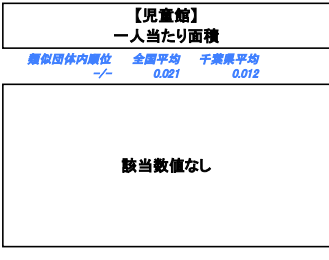 【児童館】
一人当たり面積
類似団体内順位 全国平均 千葉県平均
-/- 0.021 0.012
該当数値なし